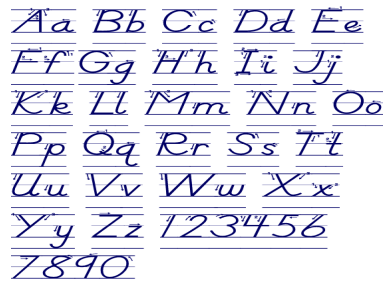 Aa Bb Cc Dd Ee
Ff Gg Hh Ii Jj
Kk Ll Mm Nn Oo
Pp Qq Rr Ss Tt
Uu Vv Ww Xx
Yy Zz 123456
7890